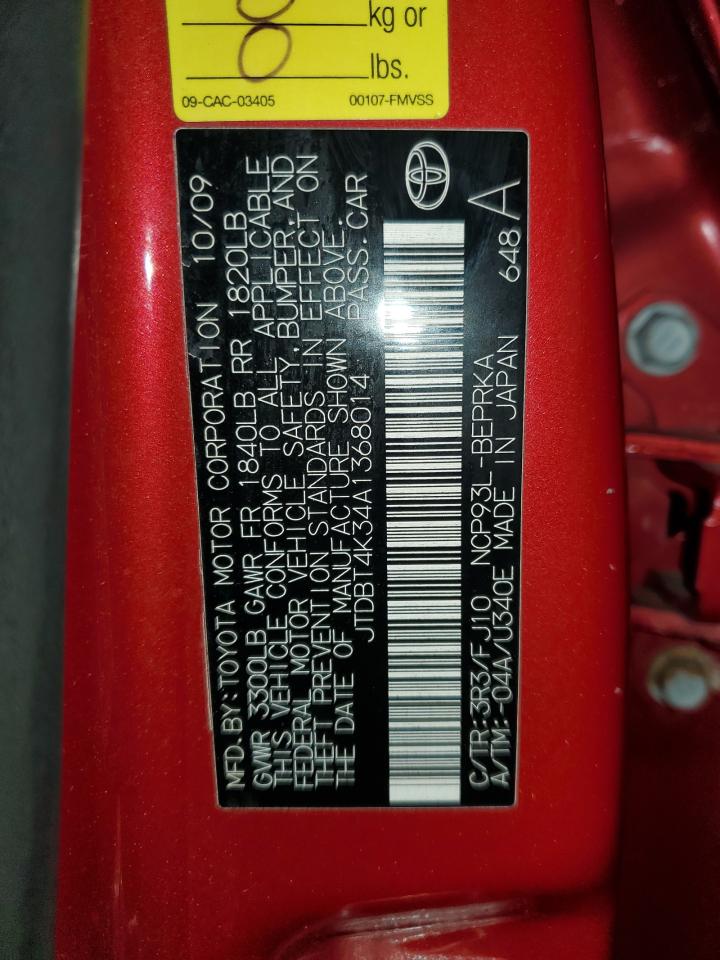 kg or
lbs.
09-CAC-03405 00107-FMVSS
MFD. BY: TOYOTA MOTOR CORPORATION 10/09
GVWR 3300LB GAWR FR 1840LB RR 1820LB
THIS VEHICLE CONFORMS TO ALL APPLICABLE
FEDERAL MOTOR VEHICLE SAFETY, BUMPER, AND
THEFT PREVENTION STANDARDS IN EFFECT ON
THE DATE OF MANUFACTURE SHOWN ABOVE.
JTDBT4K34A1368014 PASS. CAR
C/TR:3R3/FJ10 NCP93L-BEPRKA 648 A
A/TM:-04A/U340E MADE IN JAPAN